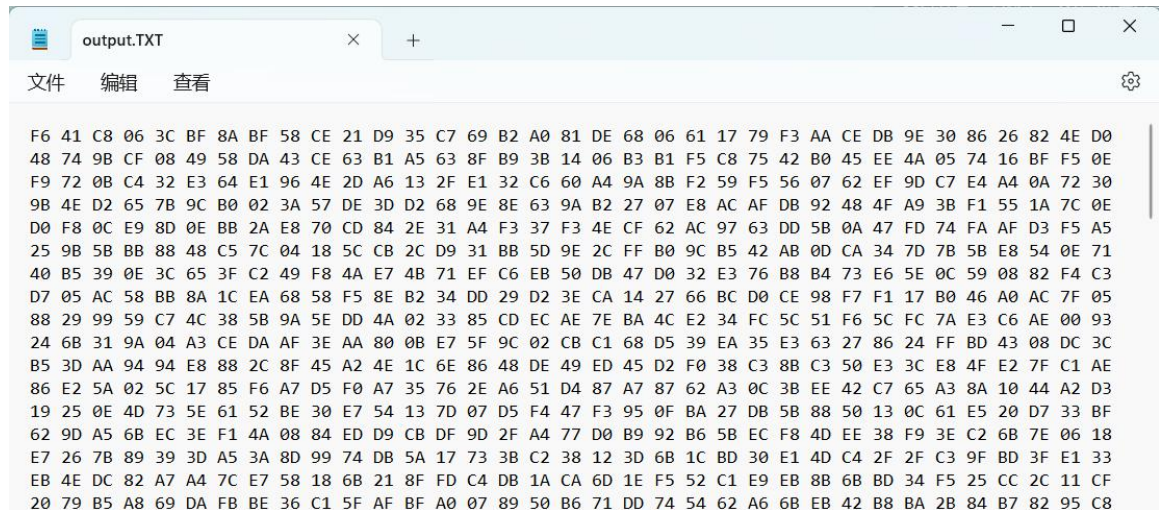 output.TXT
文件 编辑 查看
F6 41 C8 06 3C BF 8A BF 58 CE 21 D9 35 C7 69 B2 A0 81 DE 68 06 61 17 79 F3 AA CE DB 9E 30 86 26 82 4E D0
48 74 9B CF 08 49 58 DA 43 CE 63 B1 A5 63 8F B9 3B 14 06 B3 B1 F5 C8 75 42 B0 45 EE 4A 05 74 16 BF F5 0E
F9 72 0B C4 32 E3 64 E1 96 4E 2D A6 13 2F E1 32 C6 60 A4 9A 8B F2 59 F5 56 07 62 EF 9D C7 E4 A4 0A 72 30
9B 4E D2 65 7B 9C B0 02 3A 57 DE 3D D2 68 9E 8E 63 9A B2 27 07 E8 AC AF DB 92 48 4F A9 3B F1 55 1A 7C 0E
D0 F8 0C E9 8D 0E BB 2A E8 70 CD 84 2E 31 A4 F3 37 F3 4E CF 62 AC 97 63 DD 5B 0A 47 FD 74 FA AF D3 F5 A5
25 9B 5B BB 88 48 C5 7C 04 18 5C CB 2C D9 31 BB 5D 9E 2C FF B0 9C B5 42 AB 0D CA 34 7D 7B 5B E8 54 0E 71
40 B5 39 0E 3C 65 3F C2 49 F8 4A E7 4B 71 EF C6 EB 50 DB 47 D0 32 E3 76 B8 B4 73 E6 5E 0C 59 08 82 F4 C3
D7 05 AC 58 BB 8A 1C EA 68 58 F5 8E B2 34 DD 29 D2 3E CA 14 27 66 BC D0 CE 98 F7 F1 17 B0 46 A0 AC 7F 05
88 29 99 59 C7 4C 38 5B 9A 5E DD 4A 02 33 85 CD EC AE 7E BA 4C E2 34 FC 5C 51 F6 5C FC 7A E3 C6 AE 00 93
24 6B 31 9A 04 A3 CE DA AF 3E AA 80 0B E7 5F 9C 02 CB C1 68 D5 39 EA 35 E3 63 27 86 24 FF BD 43 08 DC 3C
B5 3D AA 94 94 E8 88 2C 8F 45 A2 4E 1C 6E 86 48 DE 49 ED 45 D2 F0 38 C3 8B C3 50 E3 3C E8 4F E2 7F C1 AE
86 E2 5A 02 5C 17 85 F6 A7 D5 F0 A7 35 76 2E A6 51 D4 87 A7 87 62 A3 0C 3B EE 42 C7 65 A3 8A 10 44 A2 D3
19 25 0E 4D 73 5E 61 52 BE 30 E7 54 13 7D 07 D5 F4 47 F3 95 0F BA 27 DB 5B 88 50 13 0C 61 E5 20 D7 33 BF
62 9D A5 6B EC 3E F1 4A 08 84 ED D9 CB DF 9D 2F A4 77 D0 B9 92 B6 5B EC F8 4D EE 38 F9 3E C2 6B 7E 06 18
E7 26 7B 89 39 3D A5 3A 8D 99 74 DB 5A 17 73 3B C2 38 12 3D 6B 1C BD 30 E1 4D C4 2F 2F C3 9F BD 3F E1 33
EB 4E DC 82 A7 A4 7C E7 58 18 6B 21 8F FD C4 DB 1A CA 6D 1E F5 52 C1 E9 EB 8B 6B BD 34 F5 25 CC 2C 11 CF
20 79 B5 A8 69 DA FB BE 36 C1 5F AF BF A0 07 89 50 B6 71 DD 74 54 62 A6 6B EB 42 B8 BA 2B 84 B7 82 95 C8